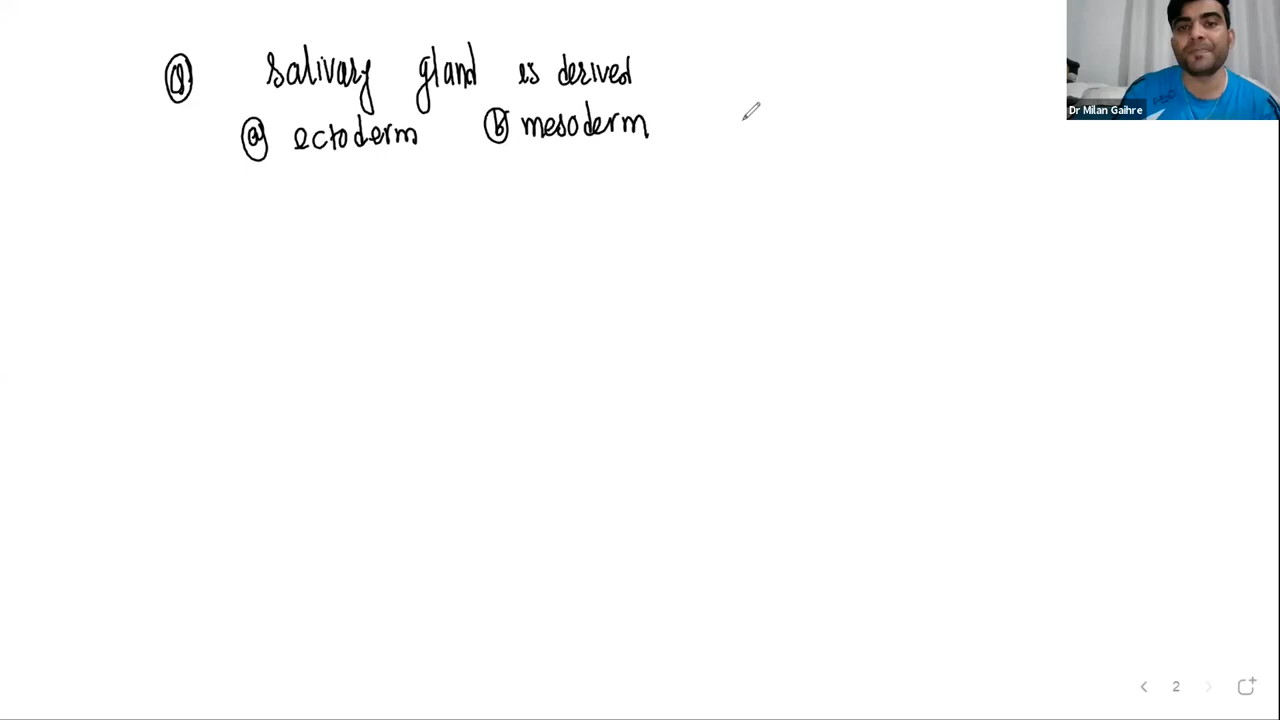 Q Salivary gland is derived
a ectoderm b mesoderm
Dr Milan Gaihre
2